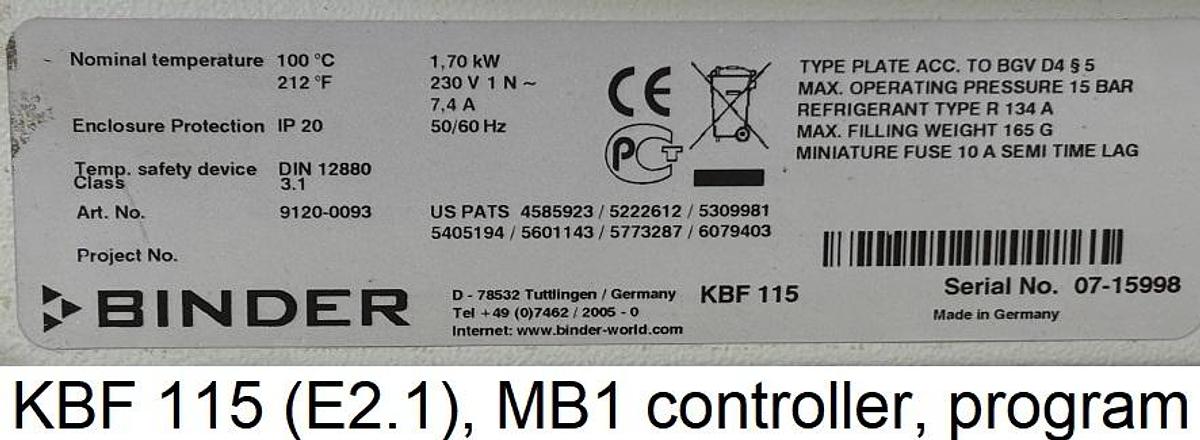 Nominal temperature 100 °C 1,70 kW
212 °F 230 V 1 N ~
7,4 A
Enclosure Protection IP 20 50/60 Hz
Temp. safety device DIN 12880
Class 3.1
Art. No. 9120-0093
Project No.
CE
PCT
TYPE PLATE ACC. TO BGV D4 § 5
MAX. OPERATING PRESSURE 15 BAR
REFRIGERANT TYPE R 134 A
MAX. FILLING WEIGHT 165 G
MINIATURE FUSE 10 A SEMI TIME LAG
US PATS 4585923 / 5222612 / 5309981
5405194 / 5601143 / 5773287 / 6079403
BINDER
D - 78532 Tuttlingen / Germany
Tel +49 (0)7462 / 2005 - 0
Internet: www.binder-world.com
KBF 115
Serial No. 07-15998
Made in Germany
KBF 115 (E2.1), MB1 controller, program